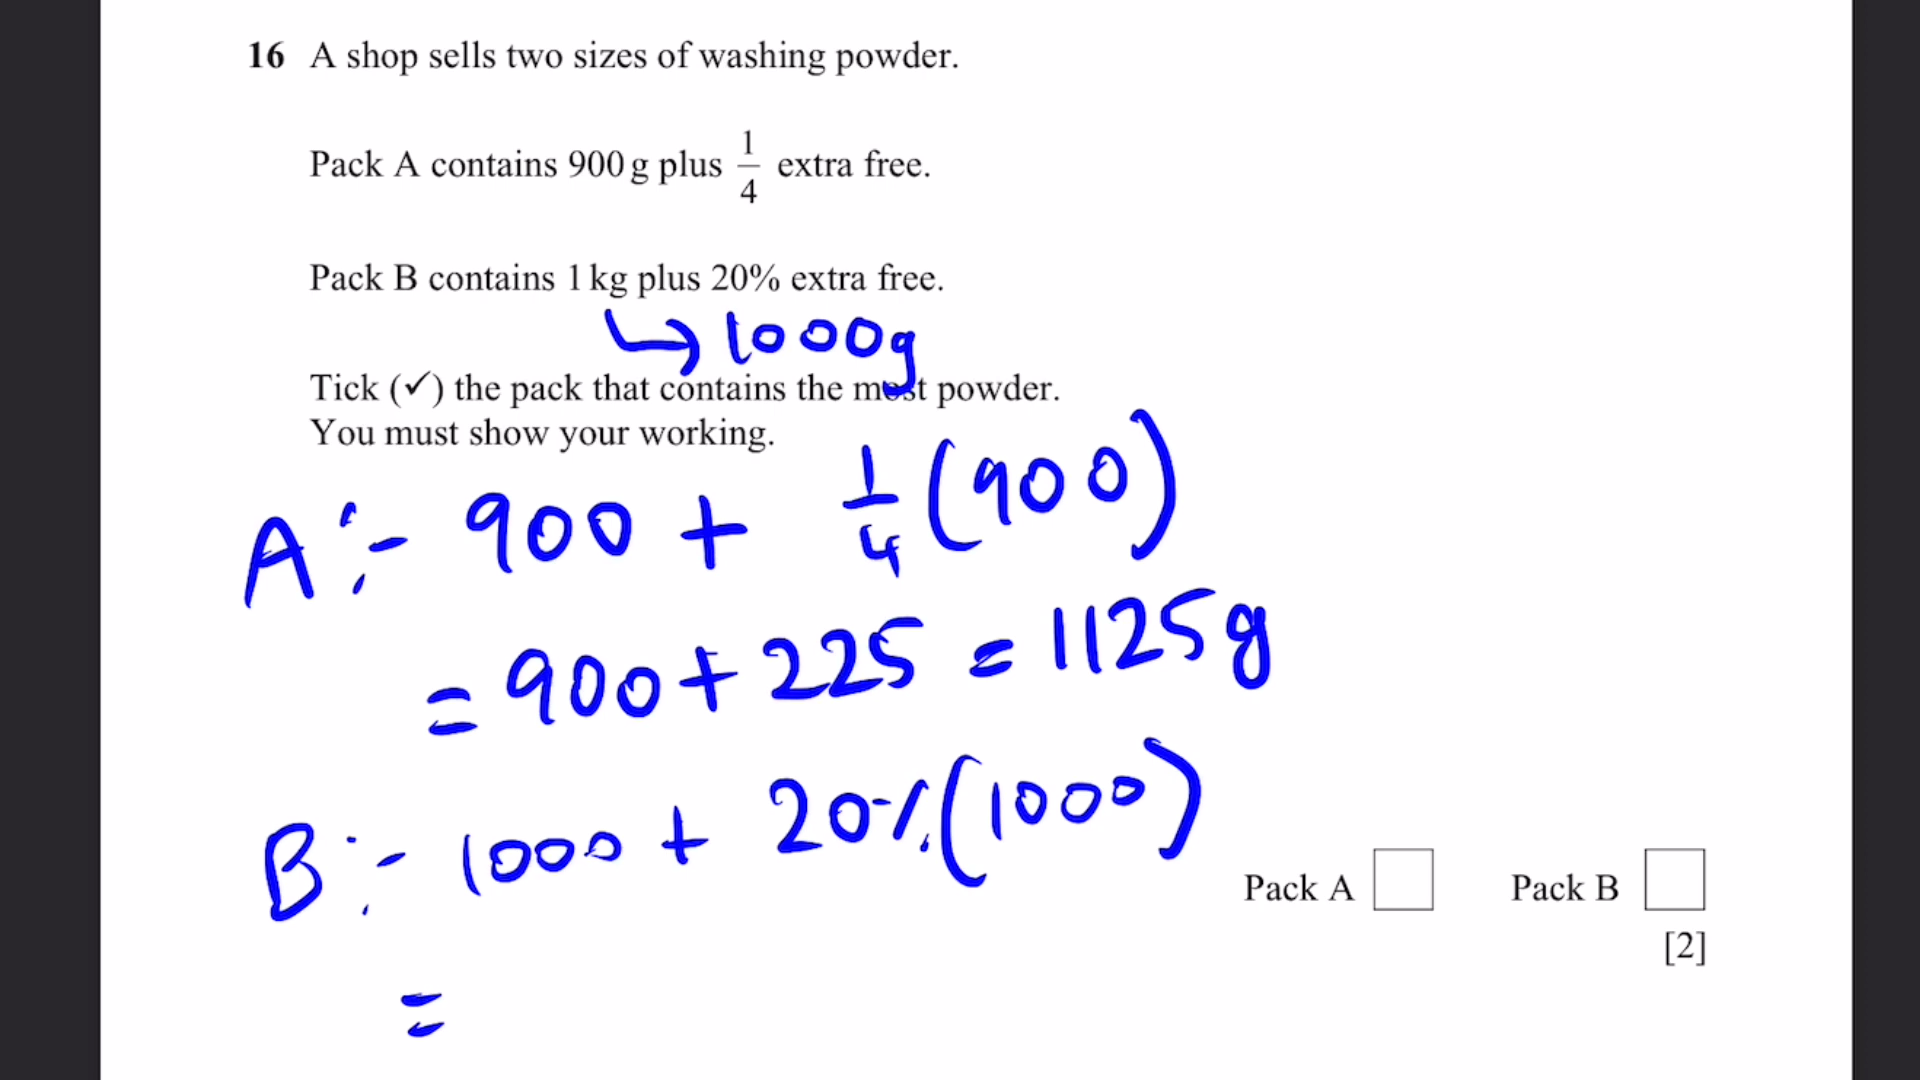 16 A shop sells two sizes of washing powder.
Pack A contains 900 g plus 1/4 extra free.
Pack B contains 1 kg plus 20% extra free.
↳ 1000g
Tick (✓) the pack that contains the most powder.
You must show your working.
A:- 900 + 1/4 (900)
= 900 + 225 = 1125g
B:- 1000 + 20% (1000)
Pack A Pack B
[2]
=